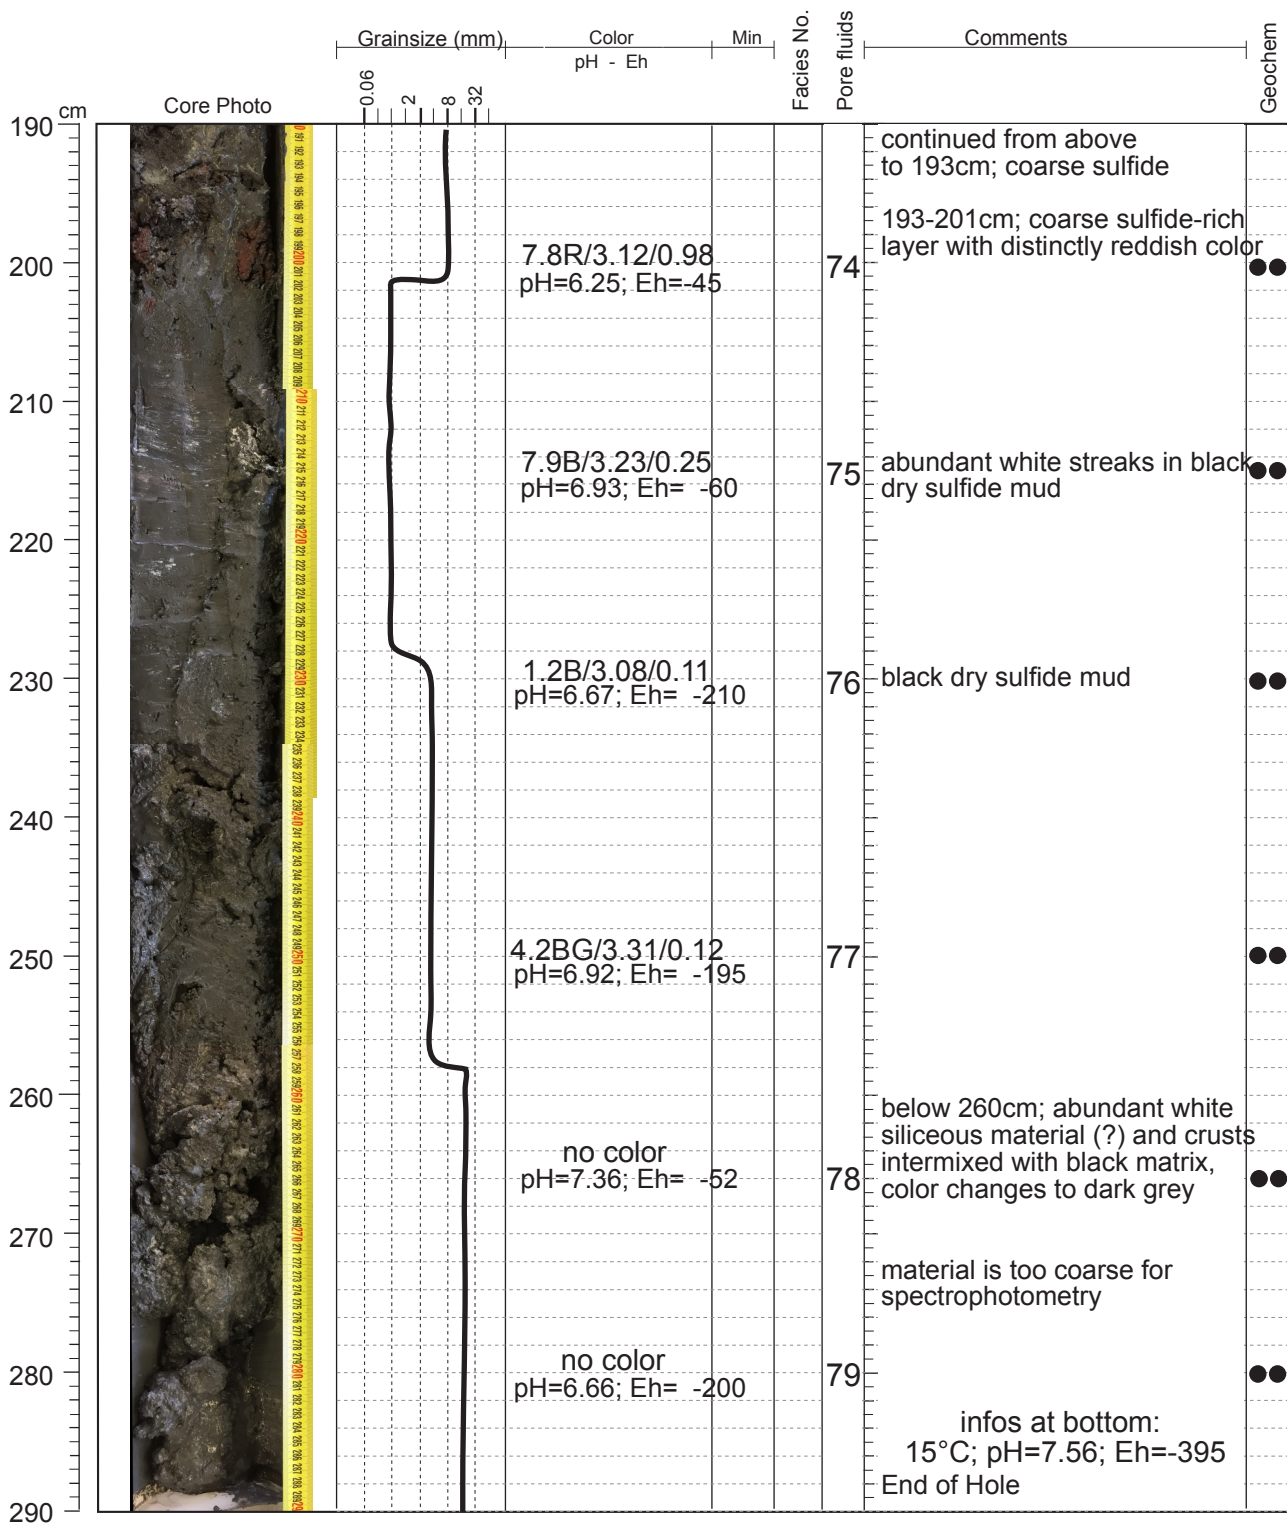 Grainsize (mm)
Color
Min
pH - Eh
Facies No.
Pore fluids
Comments
Geochem
cm
Core Photo
0.06
2
8
32
190
continued from above
to 193cm; coarse sulfide
193-201cm; coarse sulfide-rich
layer with distinctly reddish color
200
7.8R/3.12/0.98
pH=6.25; Eh=-45
74
210
7.9B/3.23/0.25
pH=6.93; Eh= -60
75
abundant white streaks in black
dry sulfide mud
220
230
1.2B/3.08/0.11
pH=6.67; Eh= -210
76
black dry sulfide mud
240
250
4.2BG/3.31/0.12
pH=6.92; Eh= -195
77
260
below 260cm; abundant white
siliceous material (?) and crusts
intermixed with black matrix,
color changes to dark grey
no color
pH=7.36; Eh= -52
78
270
material is too coarse for
spectrophotometry
280
no color
pH=6.66; Eh= -200
79
infos at bottom:
15°C; pH=7.56; Eh=-395
End of Hole
290